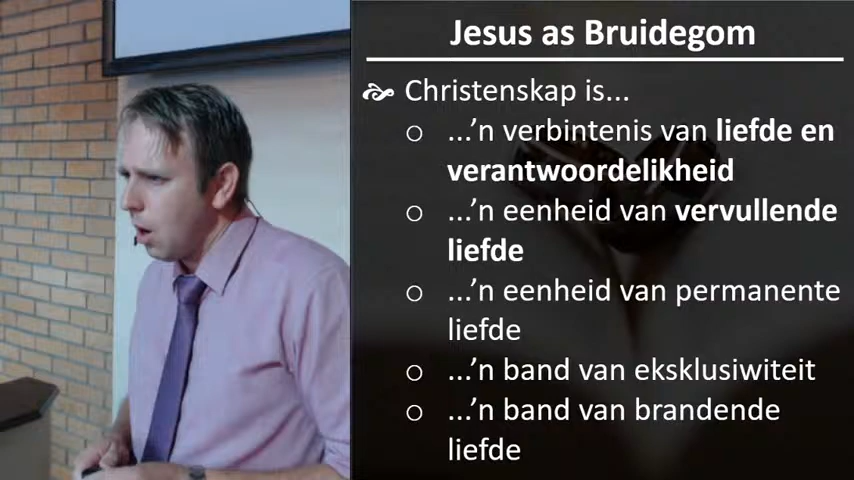 Jesus as Bruidegom
Christenskap is...
...'n verbintenis van liefde en
verantwoordelikheid
...'n eenheid van vervullende
liefde
...'n eenheid van permanente
liefde
...'n band van eksklusiwiteit
...'n band van brandende
liefde